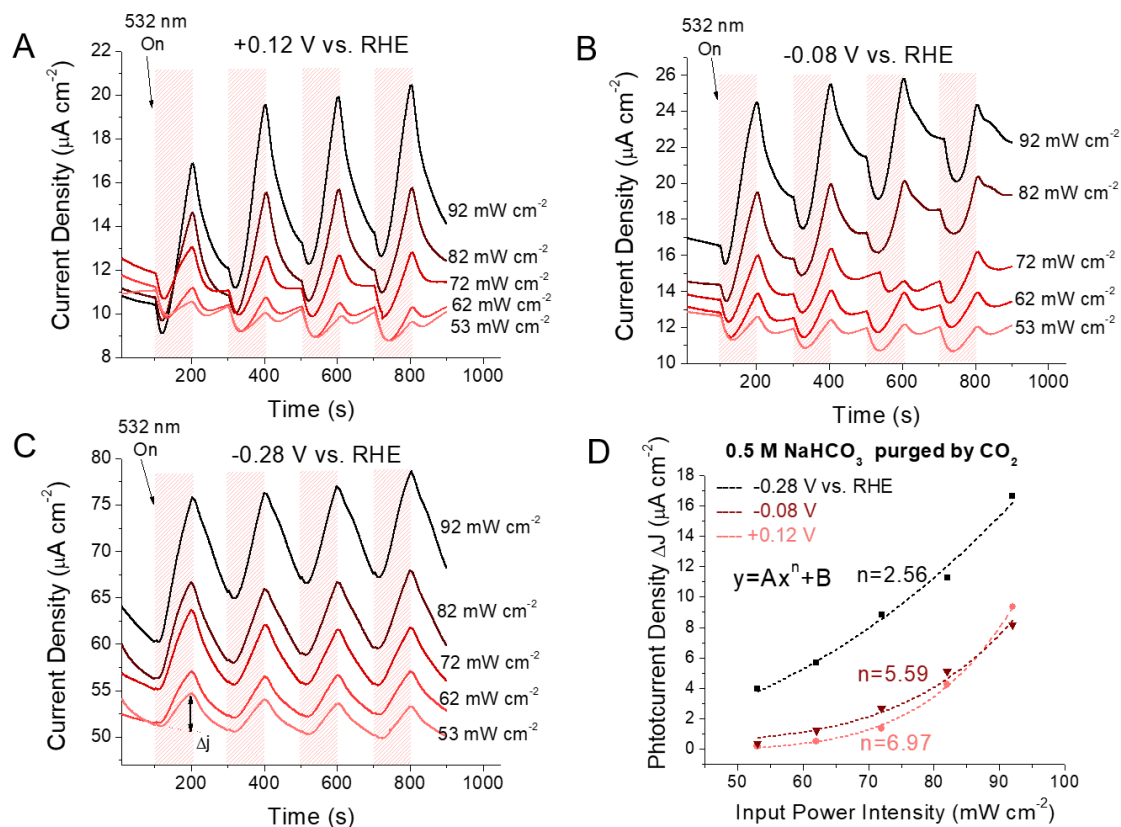 A
532 nm
On
+0.12 V vs. RHE
22
20
18
16
14
12
10
8
Current Density (μA cm⁻²)
92 mW cm⁻²
82 mW cm⁻²
72 mW cm⁻²
62 mW cm⁻²
53 mW cm⁻²
200 400 600 800 1000
Time (s)
B
532 nm
On
-0.08 V vs. RHE
26
24
22
20
18
16
14
12
10
Current Density (μA cm⁻²)
92 mW cm⁻²
82 mW cm⁻²
72 mW cm⁻²
62 mW cm⁻²
53 mW cm⁻²
200 400 600 800 1000
Time (s)
C
532 nm
On
-0.28 V vs. RHE
80
75
70
65
60
55
50
Current Density (μA cm⁻²)
92 mW cm⁻²
82 mW cm⁻²
72 mW cm⁻²
62 mW cm⁻²
53 mW cm⁻²
Δj
200 400 600 800 1000
Time (s)
D
0.5 M NaHCO₃ purged by CO₂
18
16
14
12
10
8
6
4
2
0
Phtotcurrent Density ΔJ (μA cm⁻²)
-0.28 V vs. RHE
-0.08 V
+0.12 V
y=Axⁿ+B
n=2.56
n=5.59
n=6.97
50 60 70 80 90 100
Input Power Intensity (mW cm⁻²)